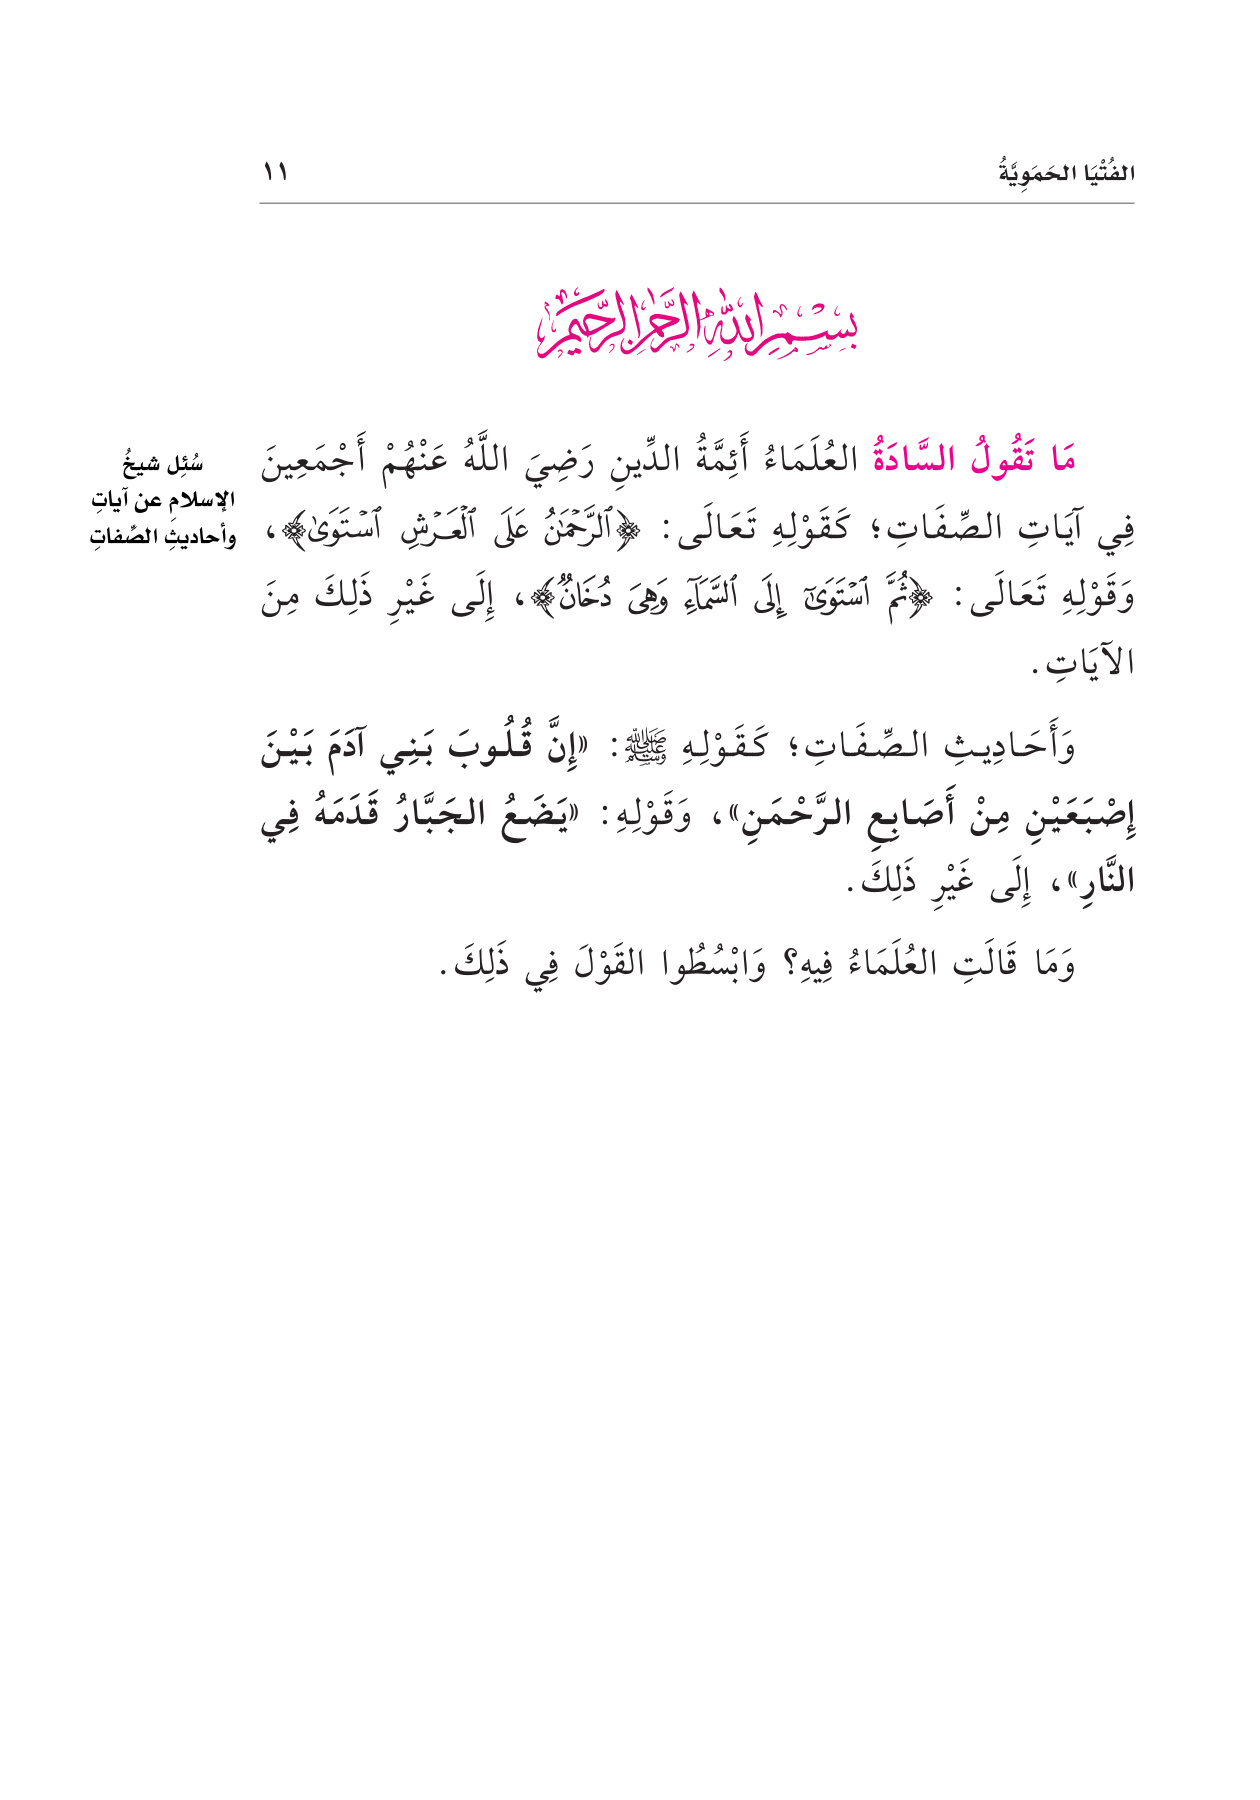 الفُتْيَا الحَمَوِيَّةُ
١١
بِسْمِ اللَّهِ الرَّحْمَنِ الرَّحِيمِ
مَا تَقُولُ السَّادَةُ العُلَمَاءُ أَئِمَّةُ الدِّينِ رَضِيَ اللَّهُ عَنْهُمْ أَجْمَعِينَ
فِي آيَاتِ الصِّفَاتِ؛ كَقَوْلِهِ تَعَالَى: ﴿ٱلرَّحْمَٰنُ عَلَى ٱلْعَرْشِ ٱسْتَوَىٰ﴾،
وَقَوْلِهِ تَعَالَى: ﴿ثُمَّ ٱسْتَوَىٰٓ إِلَى ٱلسَّمَآءِ وَهِىَ دُخَانٌ﴾، إِلَى غَيْرِ ذَلِكَ مِنَ
الآيَاتِ.
وَأَحَادِيثِ الصِّفَاتِ؛ كَقَوْلِهِ ﷺ: «إِنَّ قُلُوبَ بَنِي آدَمَ بَيْنَ
إِصْبَعَيْنِ مِنْ أَصَابِعِ الرَّحْمَنِ»، وَقَوْلِهِ: «يَضَعُ الجَبَّارُ قَدَمَهُ فِي
النَّارِ»، إِلَى غَيْرِ ذَلِكَ.
وَمَا قَالَتِ العُلَمَاءُ فِيهِ؟ وَابْسُطُوا القَوْلَ فِي ذَلِكَ.
سُئِل شيخُ
الإسلامِ عن آياتِ
وأحاديثِ الصِّفاتِ